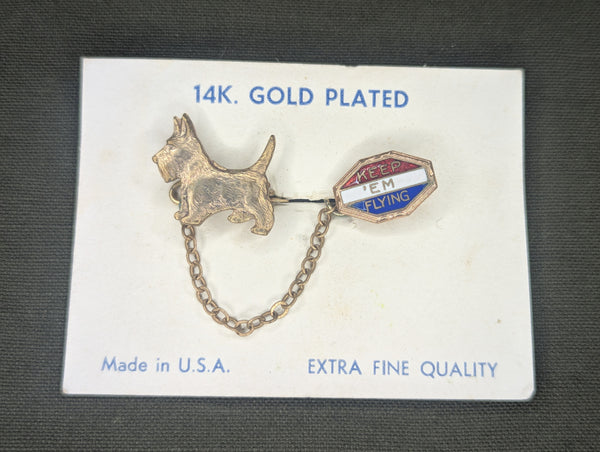 14K. GOLD PLATED
KEEP
'EM
FLYING
Made in U.S.A.
EXTRA FINE QUALITY